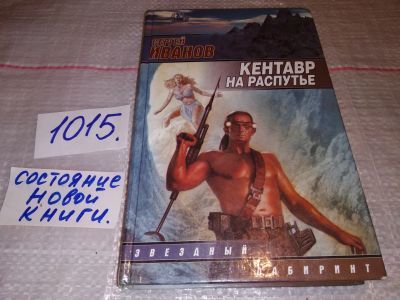 СЕРГЕЙ
ИВАНОВ
КЕНТАВР
НА РАСПУТЬЕ
1015.
СОСТОЯНИЕ
НОВОЙ
КНИГИ.
ЗВЕЗДНЫЙ
ЛАБИРИНТ